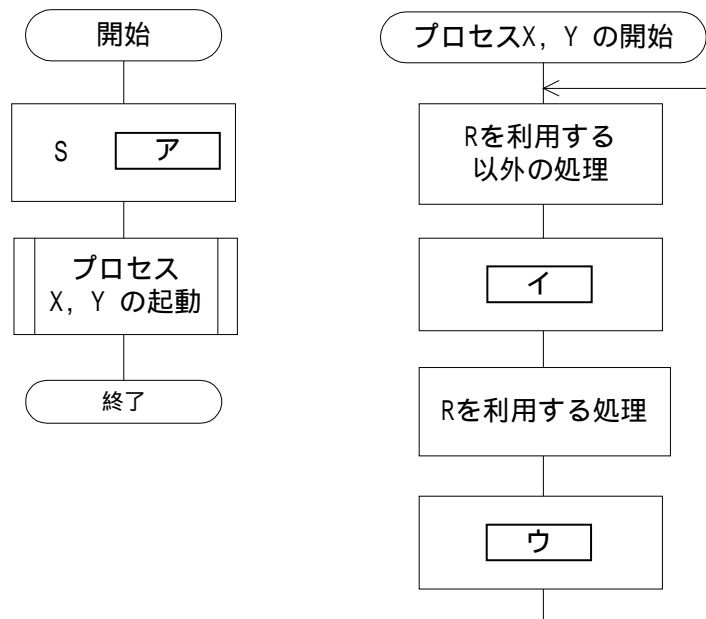 開始
S ア
プロセス
X, Y の起動
終了
プロセスX, Y の開始
Rを利用する
以外の処理
イ
Rを利用する処理
ウ